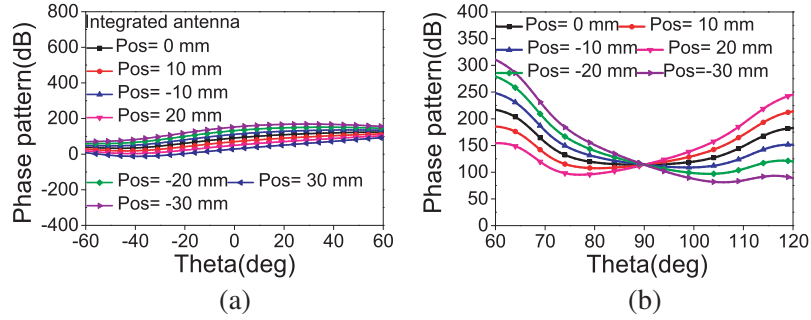 Integrated antenna
Pos= 0 mm
Pos= 10 mm
Pos= -10 mm
Pos= 20 mm
Pos= -20 mm Pos= 30 mm
Pos= -30 mm
800
600
400
200
0
-200
-400
-60 -40 -20 0 20 40 60
Phase pattern(dB)
Theta(deg)
(a)
Pos= 0 mm Pos= 10 mm
Pos= -10 mm Pos= 20 mm
Pos= -20 mm Pos=-30 mm
400
350
300
250
200
150
100
50
0
60 70 80 90 100 110 120
Phase pattern(dB)
Theta(deg)
(b)